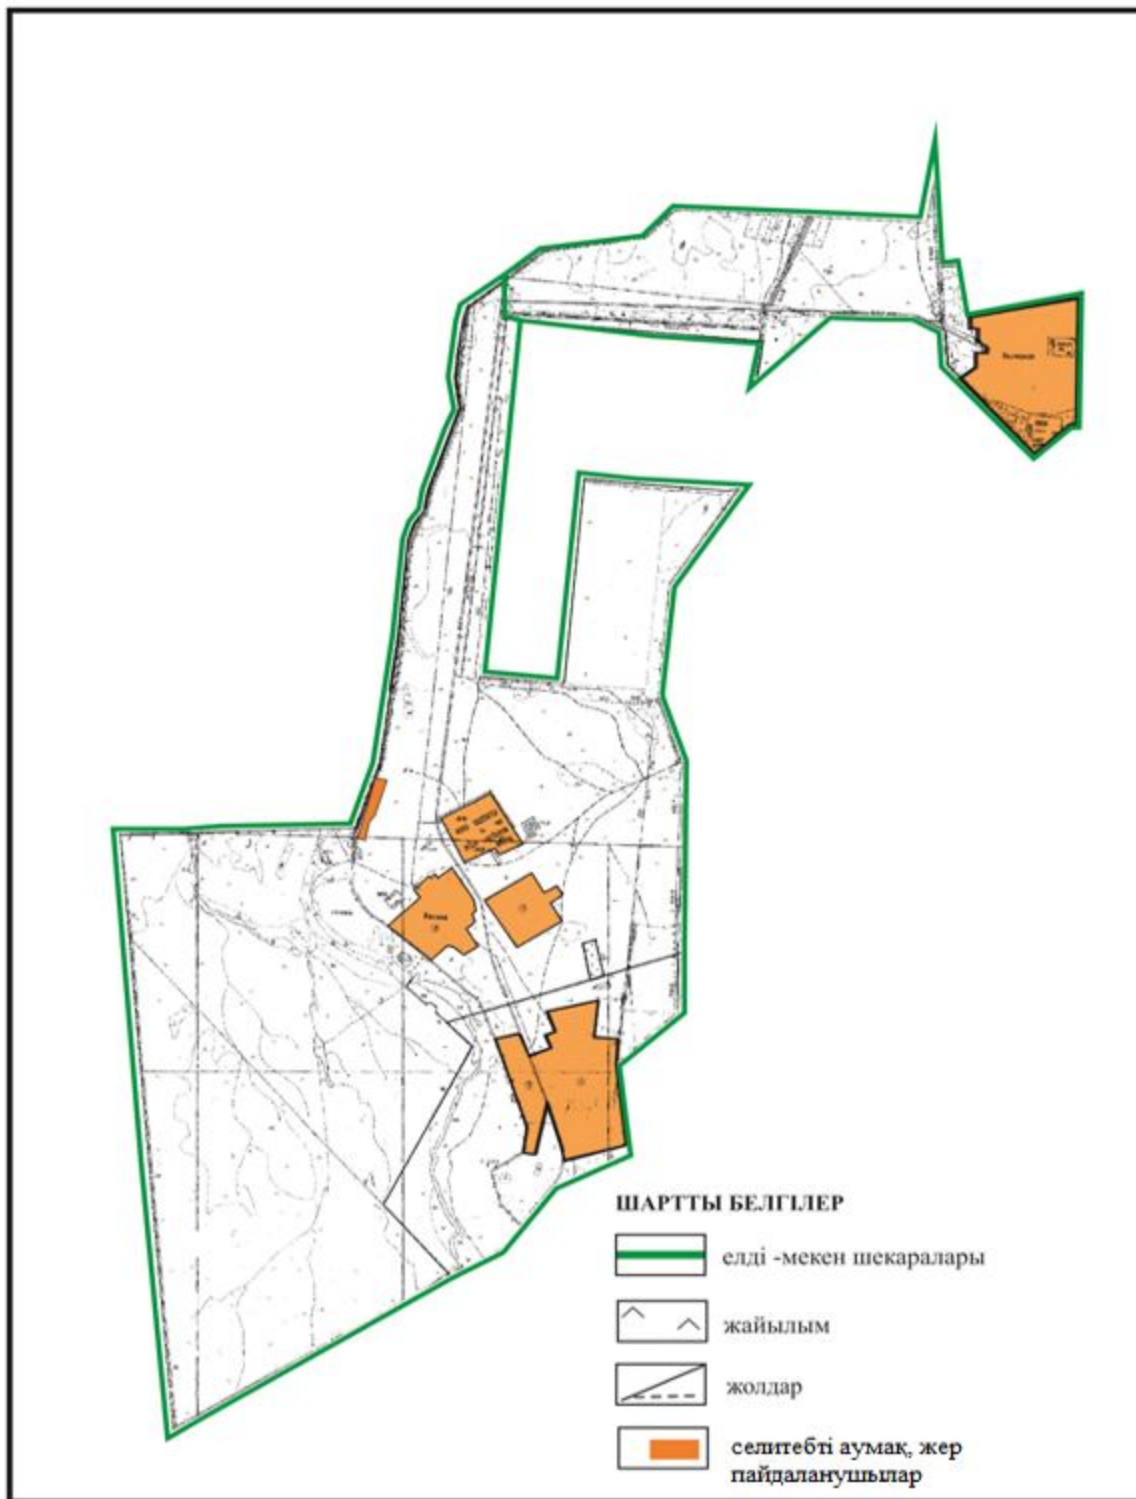 ШАРТТЫ БЕЛГІЛЕР
елді -мекен шекаралары
жайылым
жолдар
селитебті аумақ, жер
пайдаланушылар